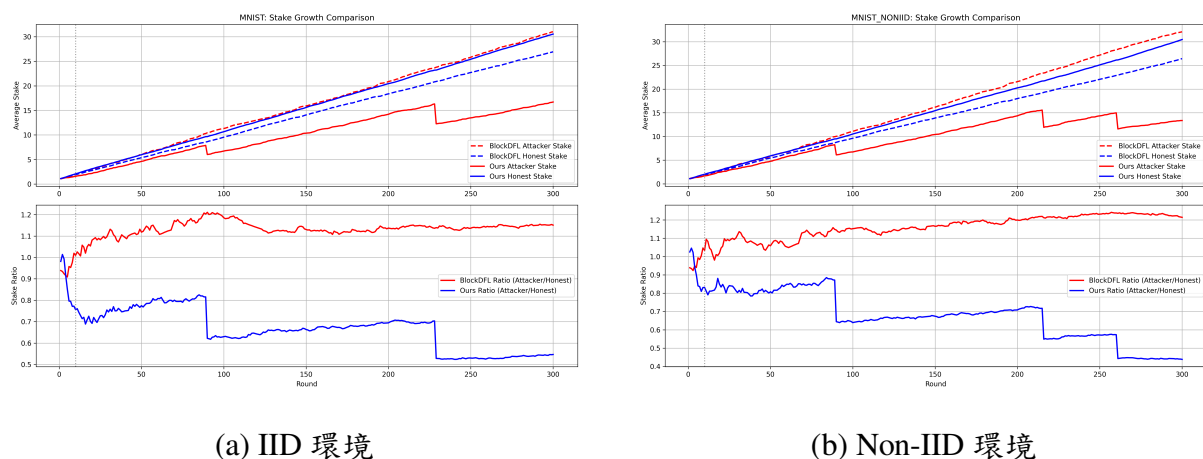 MNIST: Stake Growth Comparison
Average Stake
30
25
20
15
10
5
0
BlockDFL Attacker Stake
BlockDFL Honest Stake
Ours Attacker Stake
Ours Honest Stake
0 50 100 150 200 250 300
Stake Ratio
1.2
1.1
1.0
0.9
0.8
0.7
0.6
0.5
BlockDFL Ratio (Attacker/Honest)
Ours Ratio (Attacker/Honest)
0 50 100 150 200 250 300
Round
(a) IID 環境
MNIST_NONIID: Stake Growth Comparison
Average Stake
30
25
20
15
10
5
0
BlockDFL Attacker Stake
BlockDFL Honest Stake
Ours Attacker Stake
Ours Honest Stake
0 50 100 150 200 250 300
Stake Ratio
1.2
1.1
1.0
0.9
0.8
0.7
0.6
0.5
0.4
BlockDFL Ratio (Attacker/Honest)
Ours Ratio (Attacker/Honest)
0 50 100 150 200 250 300
Round
(b) Non-IID 環境